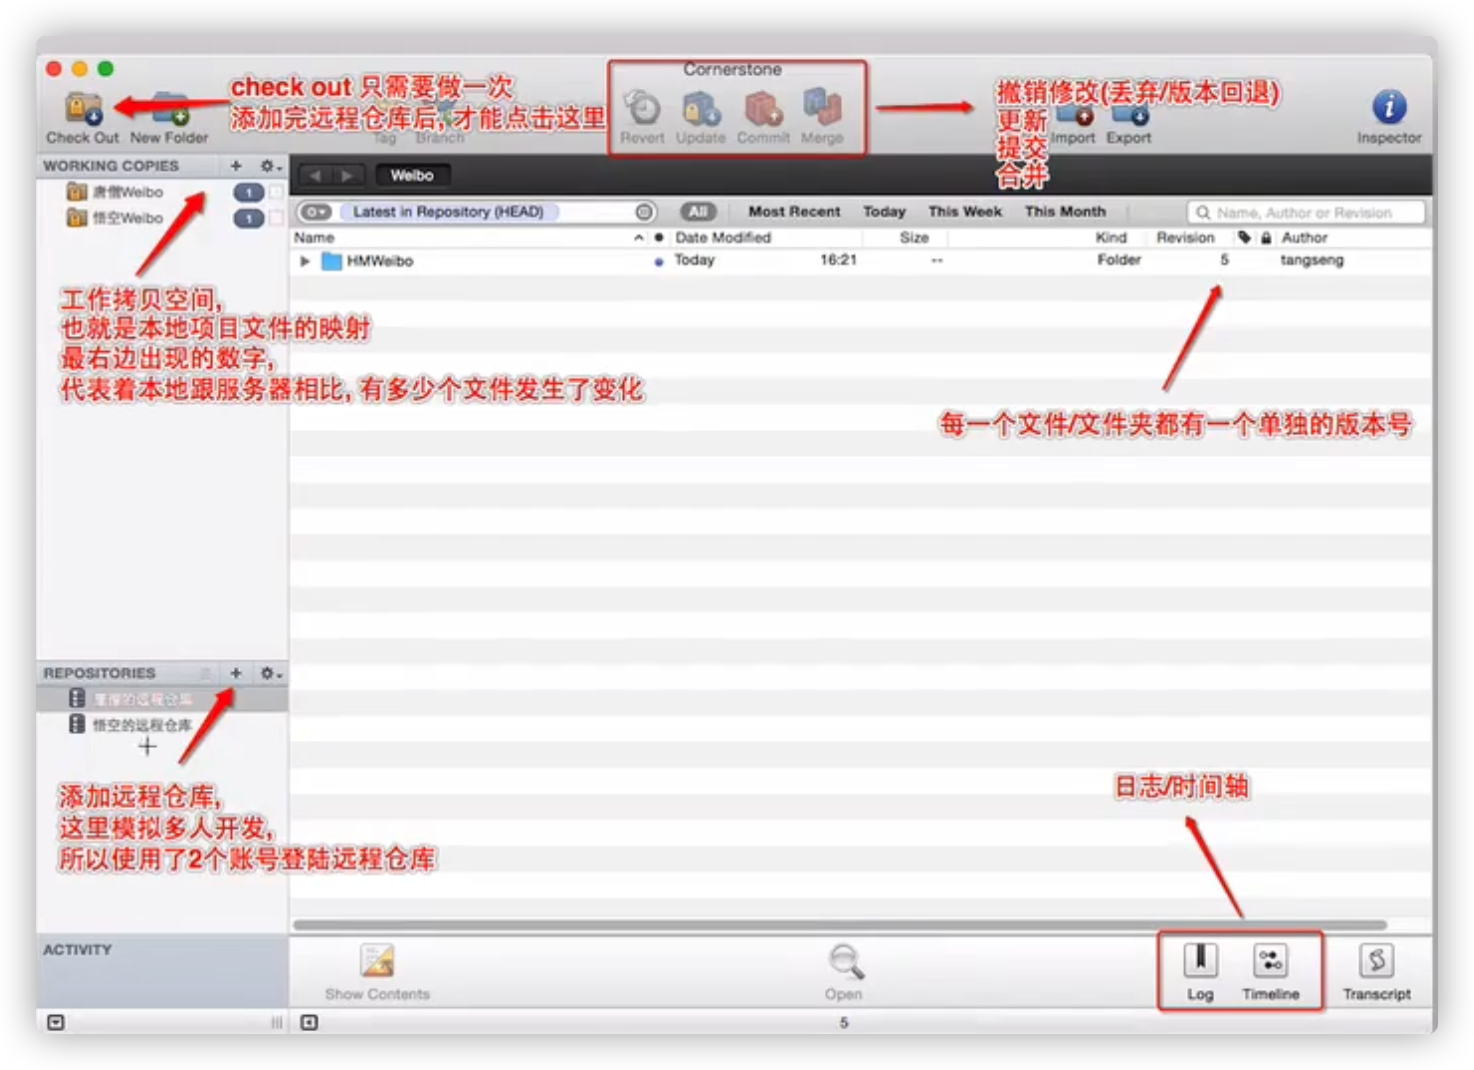 Cornerstone
check out 只需要做一次
添加完远程仓库后, 才能点击这里
撤销修改(丢弃/版本回退)
更新
提交
合并
Check Out
New Folder
Tag
Branch
Revert
Update
Commit
Merge
Import
Export
Inspector
WORKING COPIES
唐僧Weibo 1
悟空Weibo 1
Weibo
Latest in Repository (HEAD)
All
Most Recent
Today
This Week
This Month
Name, Author or Revision
Name
Date Modified
Size
Kind
Revision
Author
HMWeibo
Today
16:21
--
Folder
5
tangseng
工作拷贝空间,
也就是本地项目文件的映射
最右边出现的数字,
代表着本地跟服务器相比, 有多少个文件发生了变化
每一个文件/文件夹都有一个单独的版本号
REPOSITORIES
的远程仓库
悟空的远程仓库
添加远程仓库,
这里模拟多人开发,
所以使用了2个账号登陆远程仓库
日志/时间轴
ACTIVITY
Show Contents
Open
Log
Timeline
Transcript
5